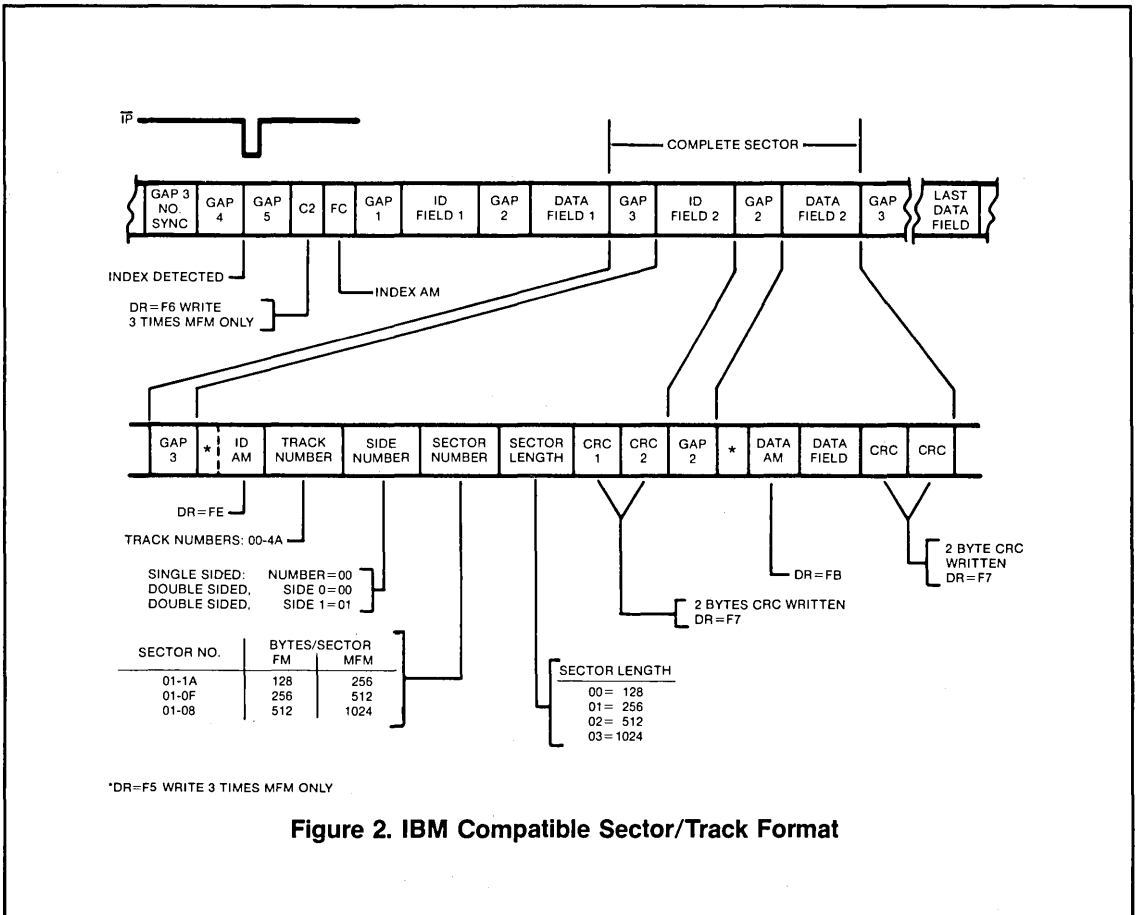 IP
COMPLETE SECTOR
GAP 3 NO. SYNC
GAP 4
GAP 5
C2
FC
GAP 1
ID FIELD 1
GAP 2
DATA FIELD 1
GAP 3
ID FIELD 2
GAP 2
DATA FIELD 2
GAP 3
LAST DATA FIELD
INDEX DETECTED
INDEX AM
DR=F6 WRITE
3 TIMES MFM ONLY
GAP 3
*
ID AM
TRACK NUMBER
SIDE NUMBER
SECTOR NUMBER
SECTOR LENGTH
CRC 1
CRC 2
GAP 2
*
DATA AM
DATA FIELD
CRC
CRC
DR=FE
TRACK NUMBERS: 00-4A
SINGLE SIDED: NUMBER=00
DOUBLE SIDED, SIDE 0=00
DOUBLE SIDED, SIDE 1=01
DR=FB
2 BYTE CRC
WRITTEN
DR=F7
2 BYTES CRC WRITTEN
DR=F7
SECTOR NO. BYTES/SECTOR
FM MFM
01-1A 128 256
01-0F 256 512
01-08 512 1024
SECTOR LENGTH
00= 128
01= 256
02= 512
03=1024
*DR=F5 WRITE 3 TIMES MFM ONLY
Figure 2. IBM Compatible Sector/Track Format